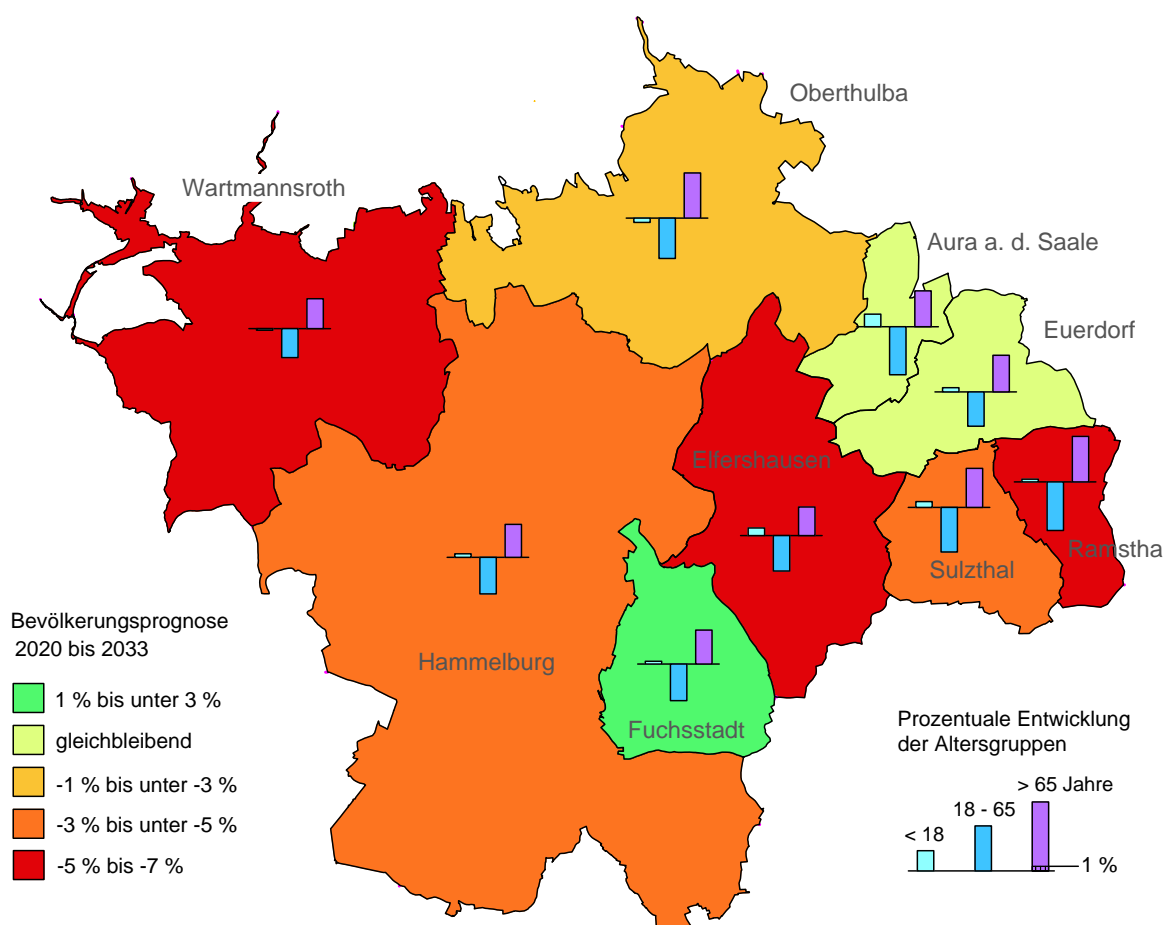 Oberthulba
Wartmannsroth
Aura a. d. Saale
Euerdorf
Elfershausen
Ramstha
Sulzthal
Hammelburg
Fuchsstadt
Bevölkerungsprognose
2020 bis 2033
1 % bis unter 3 %
gleichbleibend
-1 % bis unter -3 %
-3 % bis unter -5 %
-5 % bis -7 %
Prozentuale Entwicklung
der Altersgruppen
> 65 Jahre
18 - 65
< 18
1 %